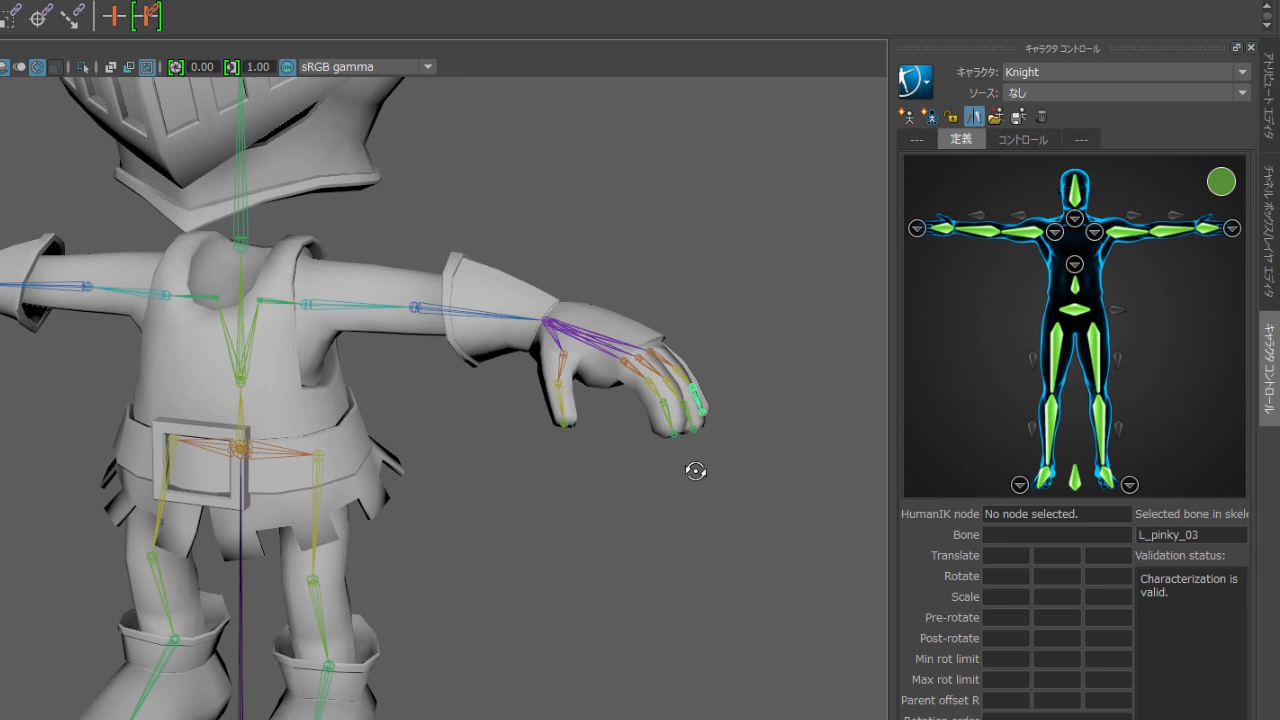 0.00
1.00
ON
sRGB gamma
キャラクタ コントロール
キャラクタ:
Knight
ソース:
なし
---
定義
コントロール
---
HumanIK node
No node selected.
Selected bone in skele
Bone
L_pinky_03
Translate
Validation status:
Rotate
Characterization is
valid.
Scale
Pre-rotate
Post-rotate
Min rot limit
Max rot limit
Parent offset R
Rotation order
アトリビュート エディタ
チャネル ボックス/レイヤ エディタ
キャラクタ コントロール